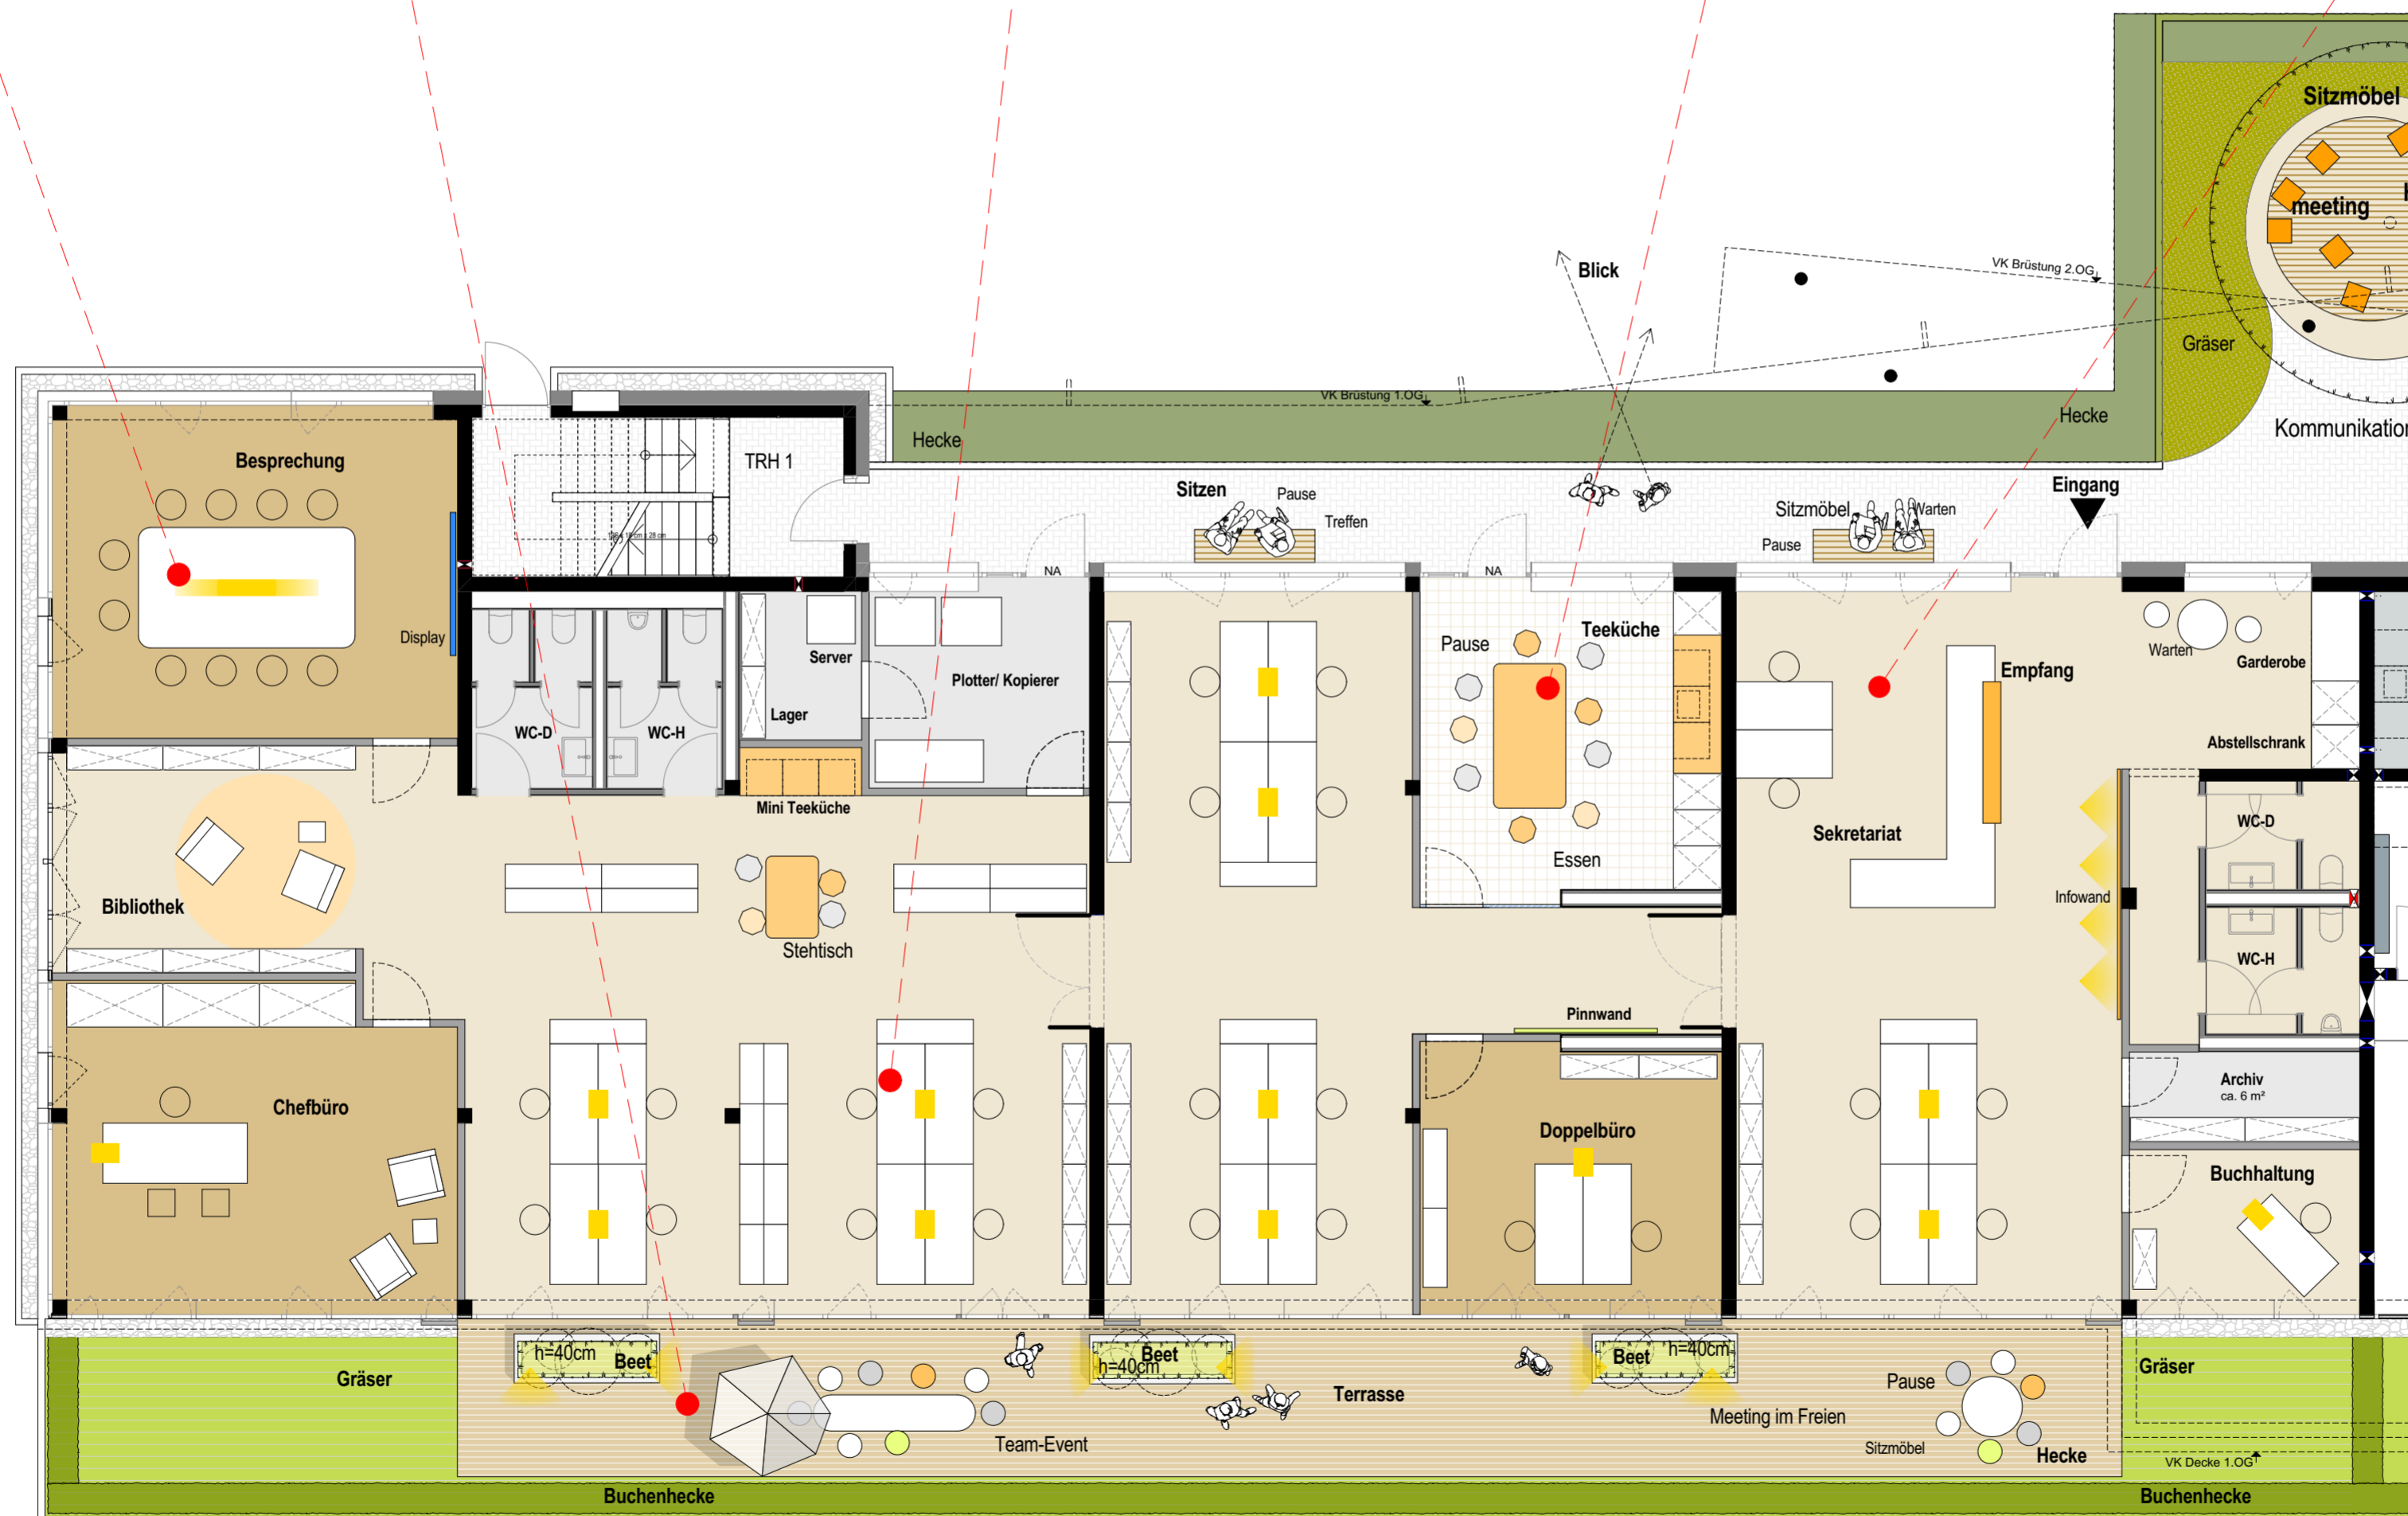 Sitzmöbel
meeting
Blick
VK Brüstung 2.OG
Gräser
VK Brüstung 1.OG
Hecke
Hecke
Kommunikation
Besprechung
TRH 1
Sitzen
Pause
Treffen
Sitzmöbel
Warten
Pause
Eingang
NA
NA
Display
Server
Lager
Plotter/ Kopierer
WC-D
WC-H
Mini Teeküche
Pause
Teeküche
Essen
Empfang
Warten
Garderobe
Abstellschrank
Sekretariat
Infowand
WC-D
WC-H
Bibliothek
Stehtisch
Pinnwand
Chefbüro
Doppelbüro
Archiv
ca. 6 m²
Buchhaltung
h=40cm
Beet
Beet
h=40cm
Beet
h=40cm
Gräser
Terrasse
Team-Event
Meeting im Freien
Pause
Sitzmöbel
Hecke
Gräser
VK Decke 1.OG
Buchenhecke
Buchenhecke